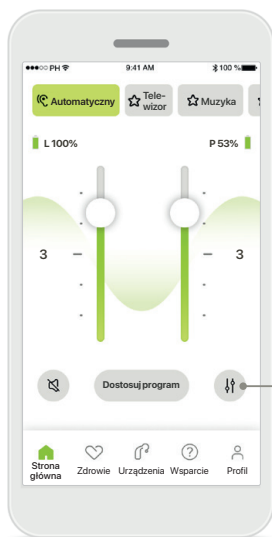 ●●●○○ PH 9:41 AM 100 %
Automatyczny
Tele-
wizor
Muzyka
L 100% P 53%
3 3
Dostosuj program
Strona
główna
Zdrowie
Urządzenia
Wsparcie
Profil